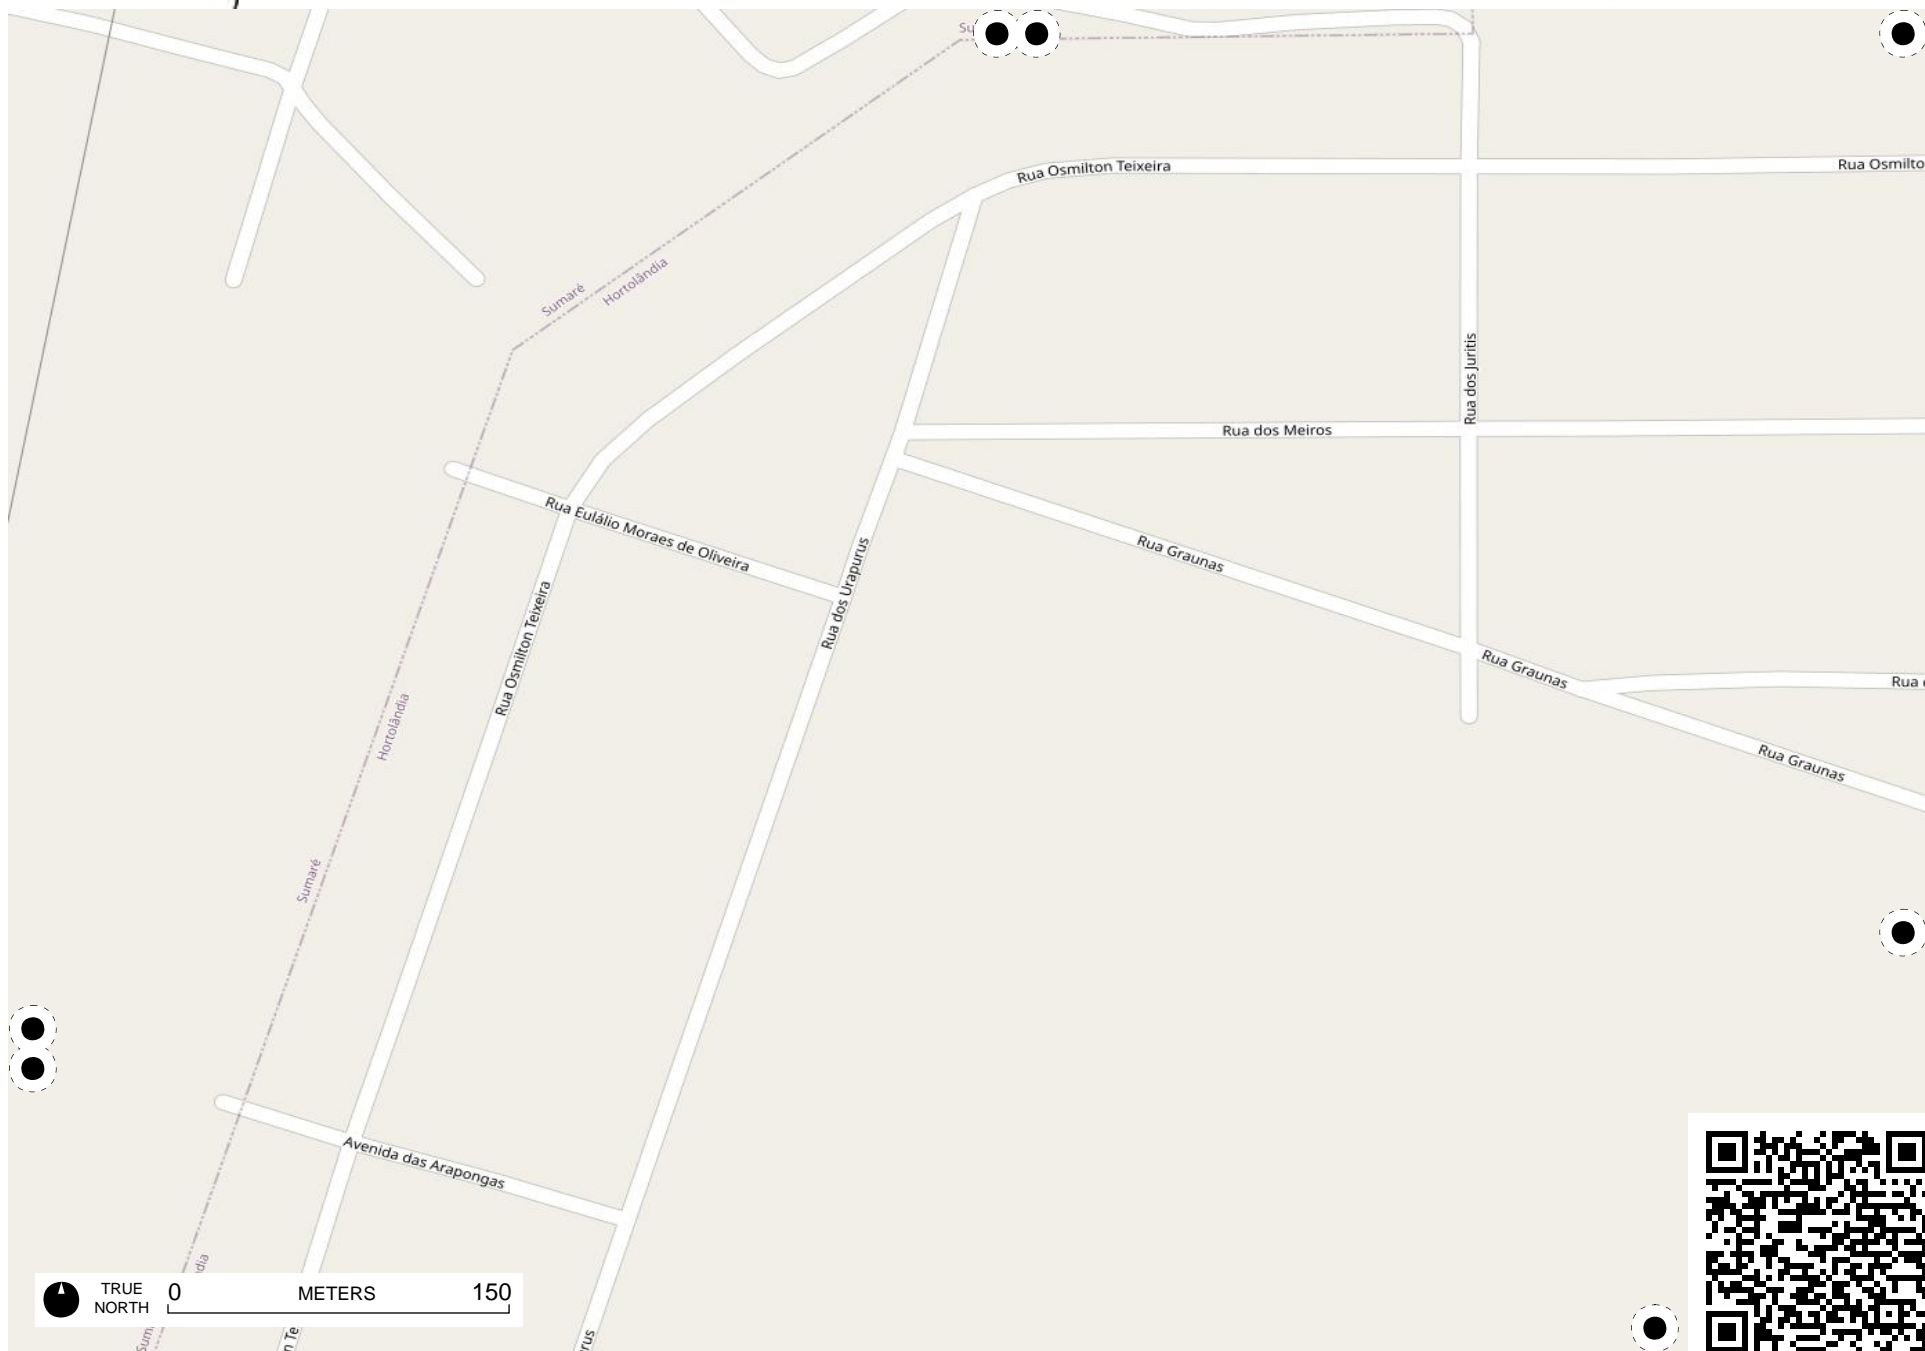 Rua Osmilton Teixeira
Rua Osmilto
Sumaré
Hortolândia
Rua dos Juritis
Rua dos Meiros
Rua Eulálio Moraes de Oliveira
Rua dos Urapurus
Rua Graunas
Rua Osmilton Teixeira
Rua Graunas
Rua
Hortolândia
Rua Graunas
Sumaré
Avenida das Arapongas
TRUE
NORTH
0 METERS 150